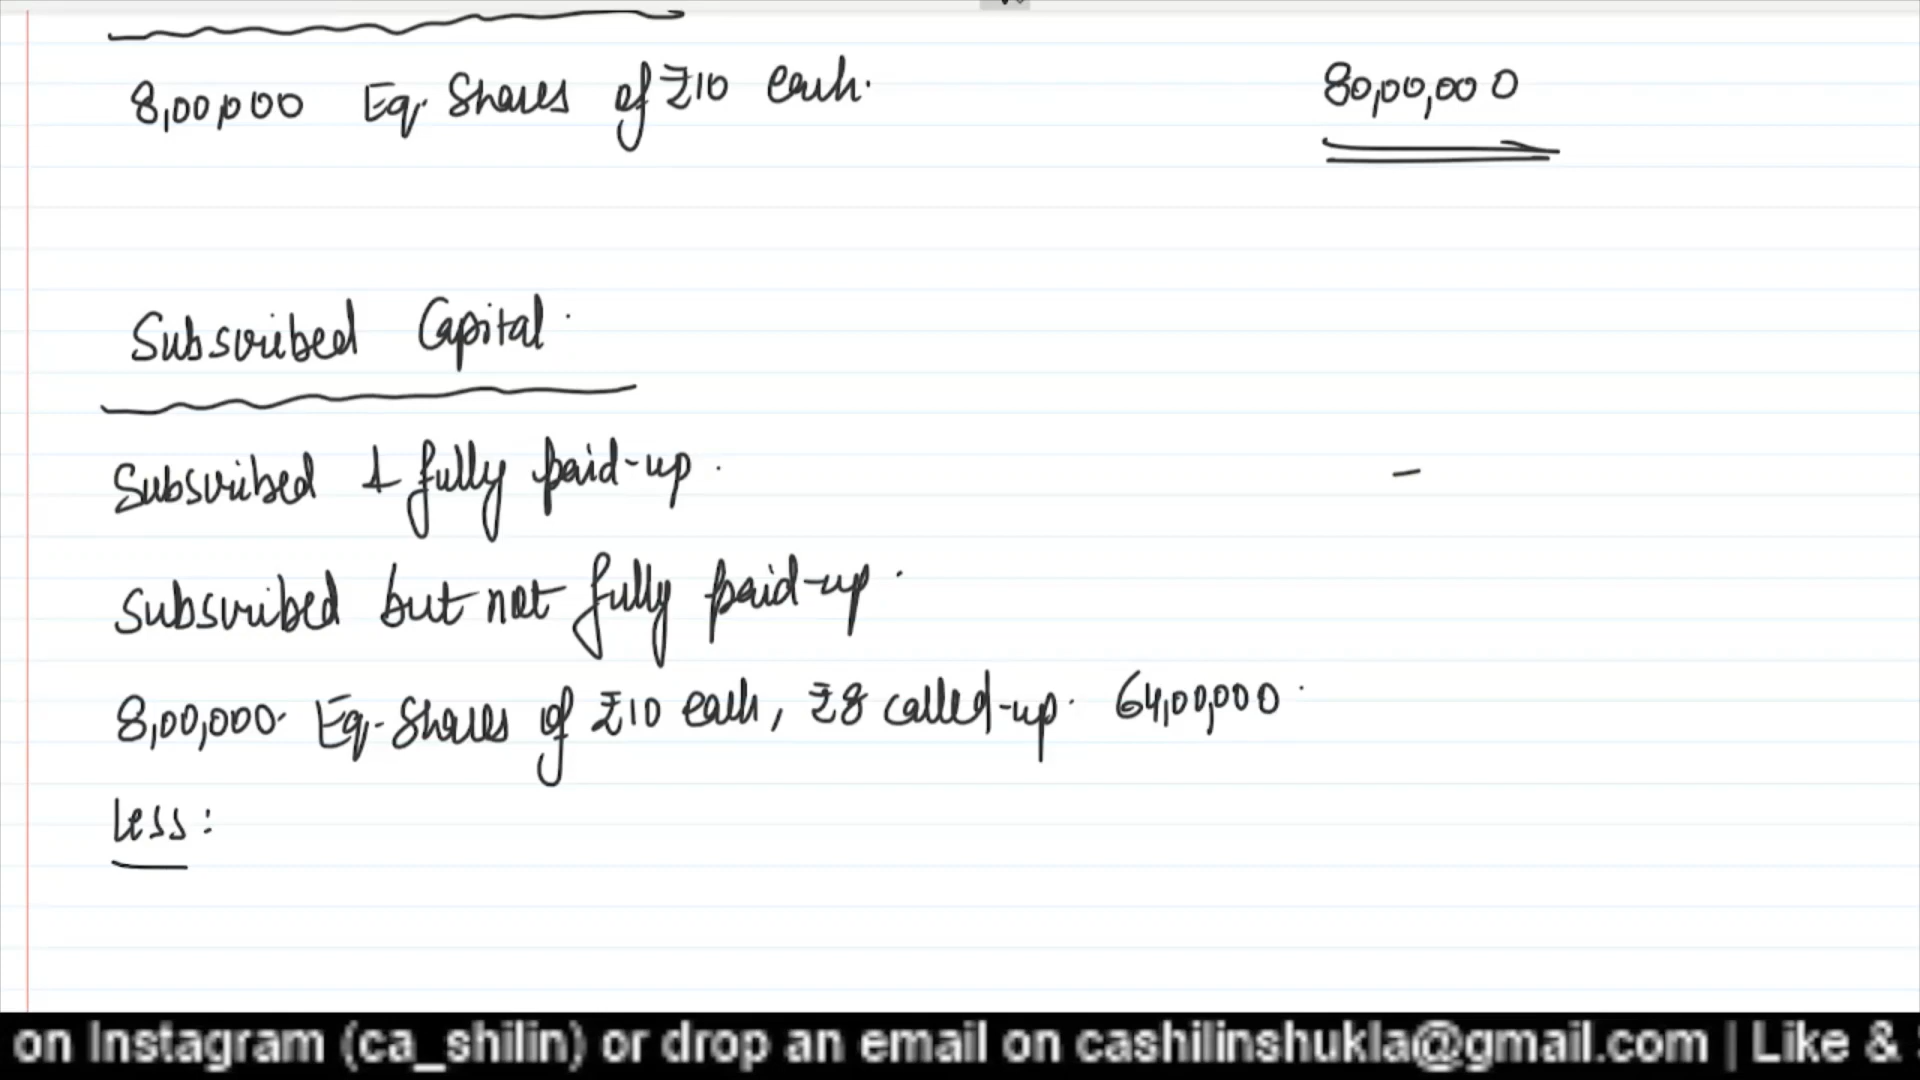 8,00,000 Eq. Shares of ₹10 each. 80,00,000
Subscribed Capital.
Subscribed & fully paid-up. –
Subscribed but not fully paid-up.
8,00,000. Eq. Shares of ₹10 each, ₹8 called-up. 64,00,000.
Less:
on Instagram (ca_shilin) or drop an email on cashilinshukla@gmail.com | Like &